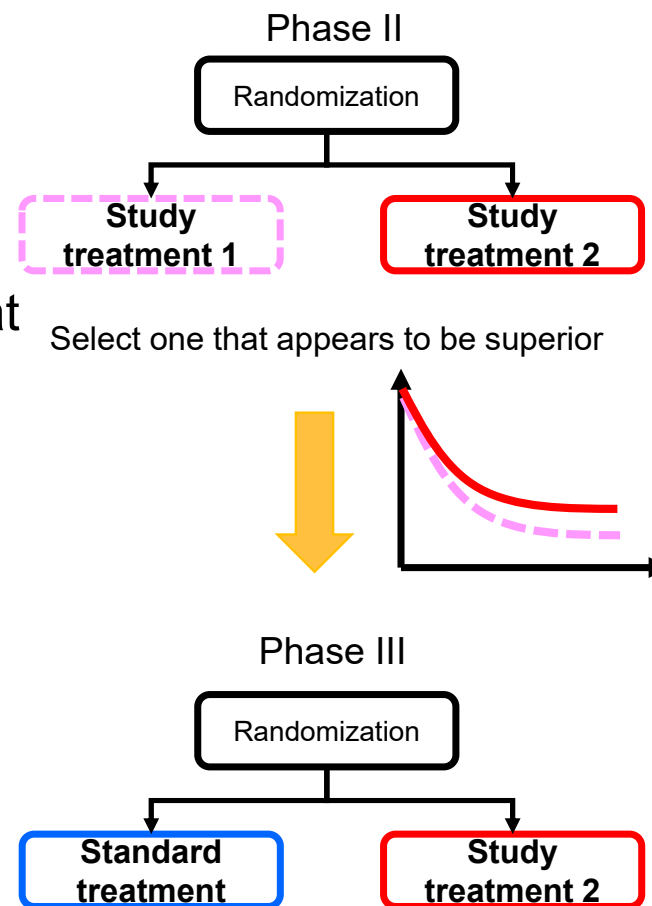 Phase II
Randomization
Study
treatment 1
Study
treatment 2
at
Select one that appears to be superior
Phase III
Randomization
Standard
treatment
Study
treatment 2